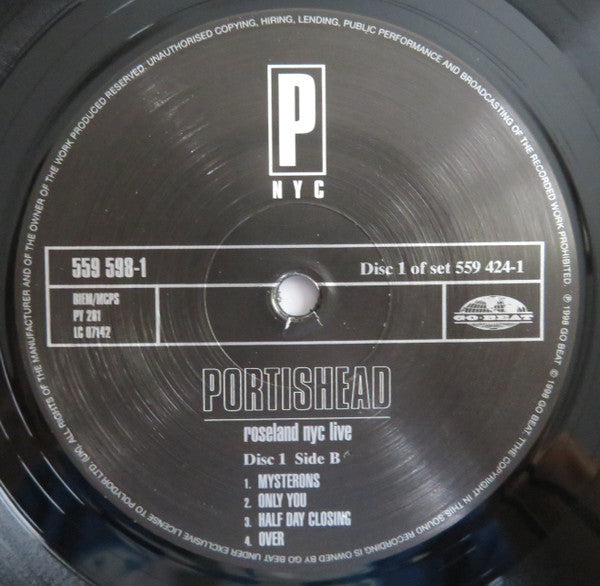 ALL RIGHTS OF THE MANUFACTURER AND OF THE OWNER OF THE WORK PRODUCED RESERVED. UNAUTHORISED COPYING, HIRING, LENDING, PUBLIC PERFORMANCE AND BROADCASTING OF THE RECORDED WORK PROHIBITED. ℗ 1998 GO BEAT © 1998 GO BEAT. TTHE COPYRIGHT IN THIS SOUND RECORDING IS OWNED BY GO BEAT UNDER EXCLUSIVE LICENSE TO POLYDOR LTD. (UK).
P
NYC
559 598-1
Disc 1 of set 559 424-1
BIEM/MCPS
PY 281
LC 07142
GO·BEAT
PORTISHEAD
roseland nyc live
Disc 1 Side B
1. MYSTERONS
2. ONLY YOU
3. HALF DAY CLOSING
4. OVER